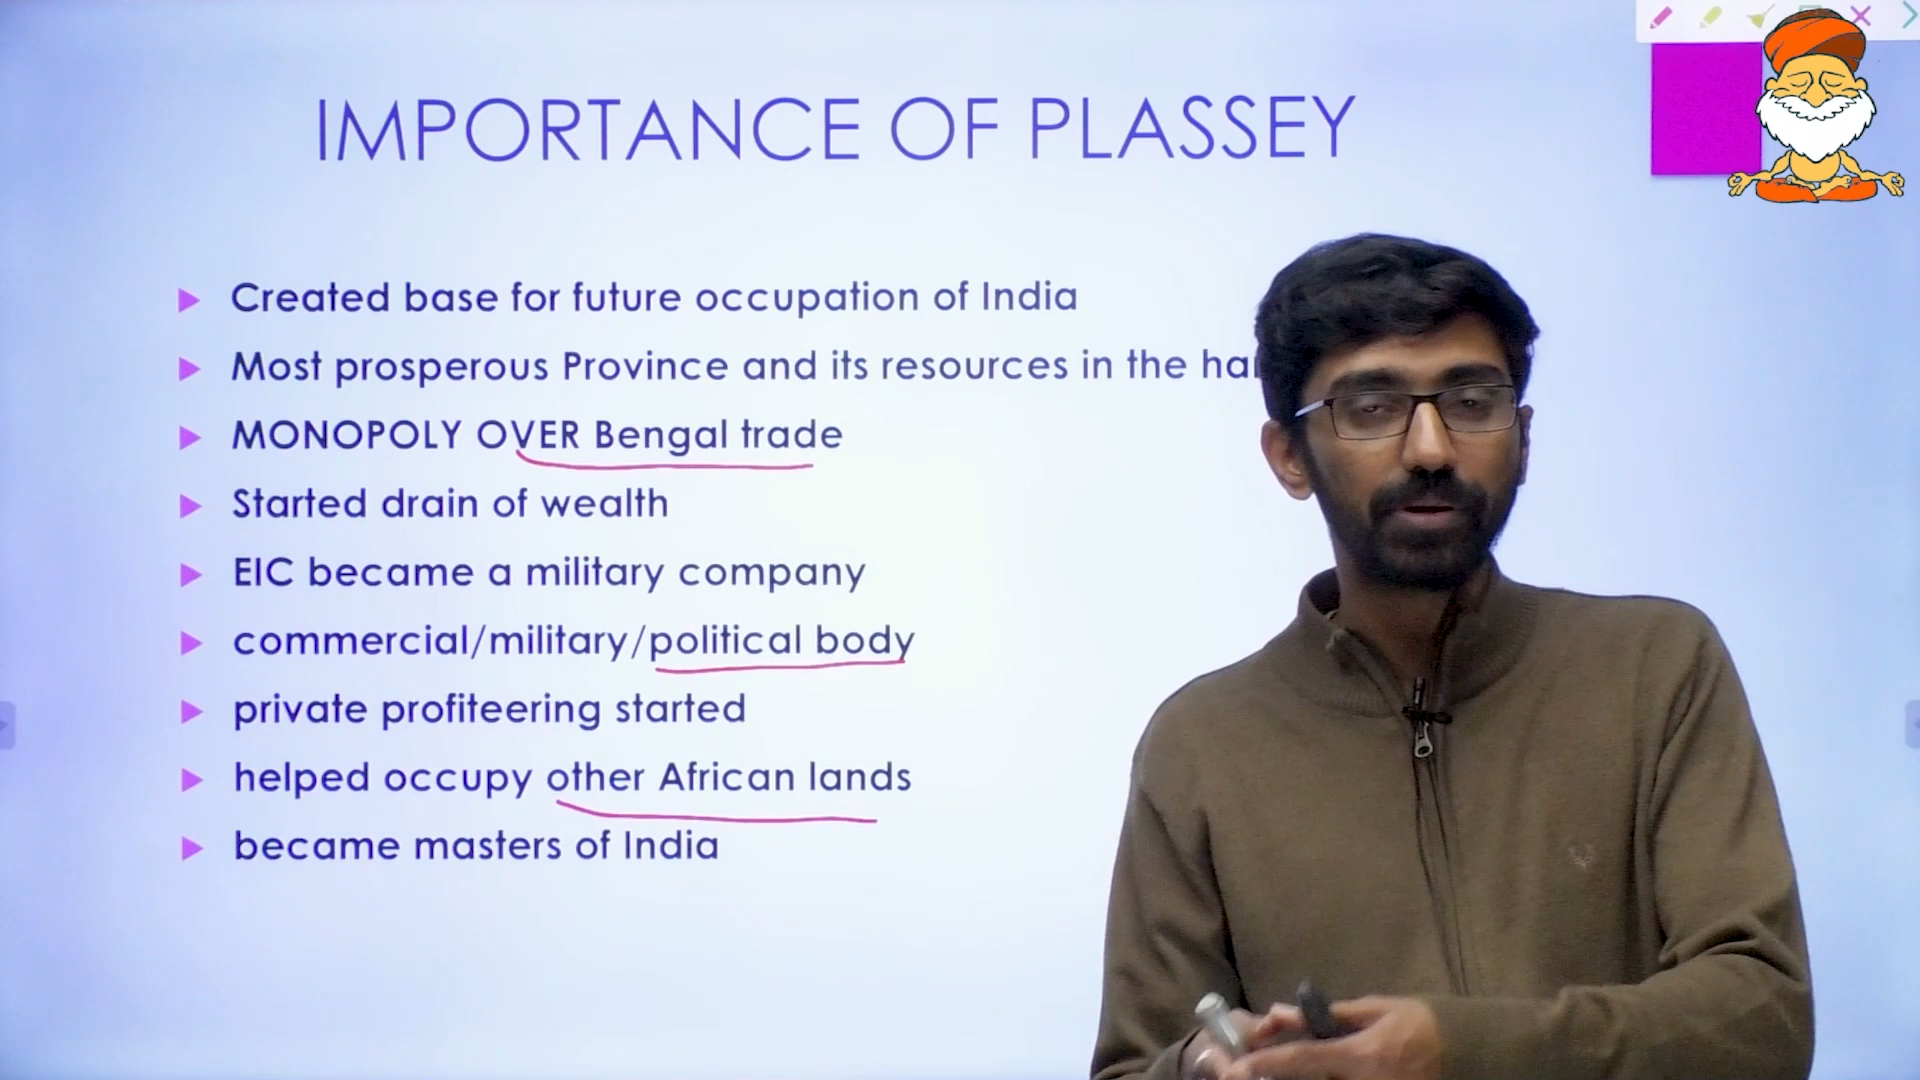 IMPORTANCE OF PLASSEY
Created base for future occupation of India
Most prosperous Province and its resources in the
MONOPOLY OVER Bengal trade
Started drain of wealth
EIC became a military company
commercial/military/political body
private profiteering started
helped occupy other African lands
became masters of India